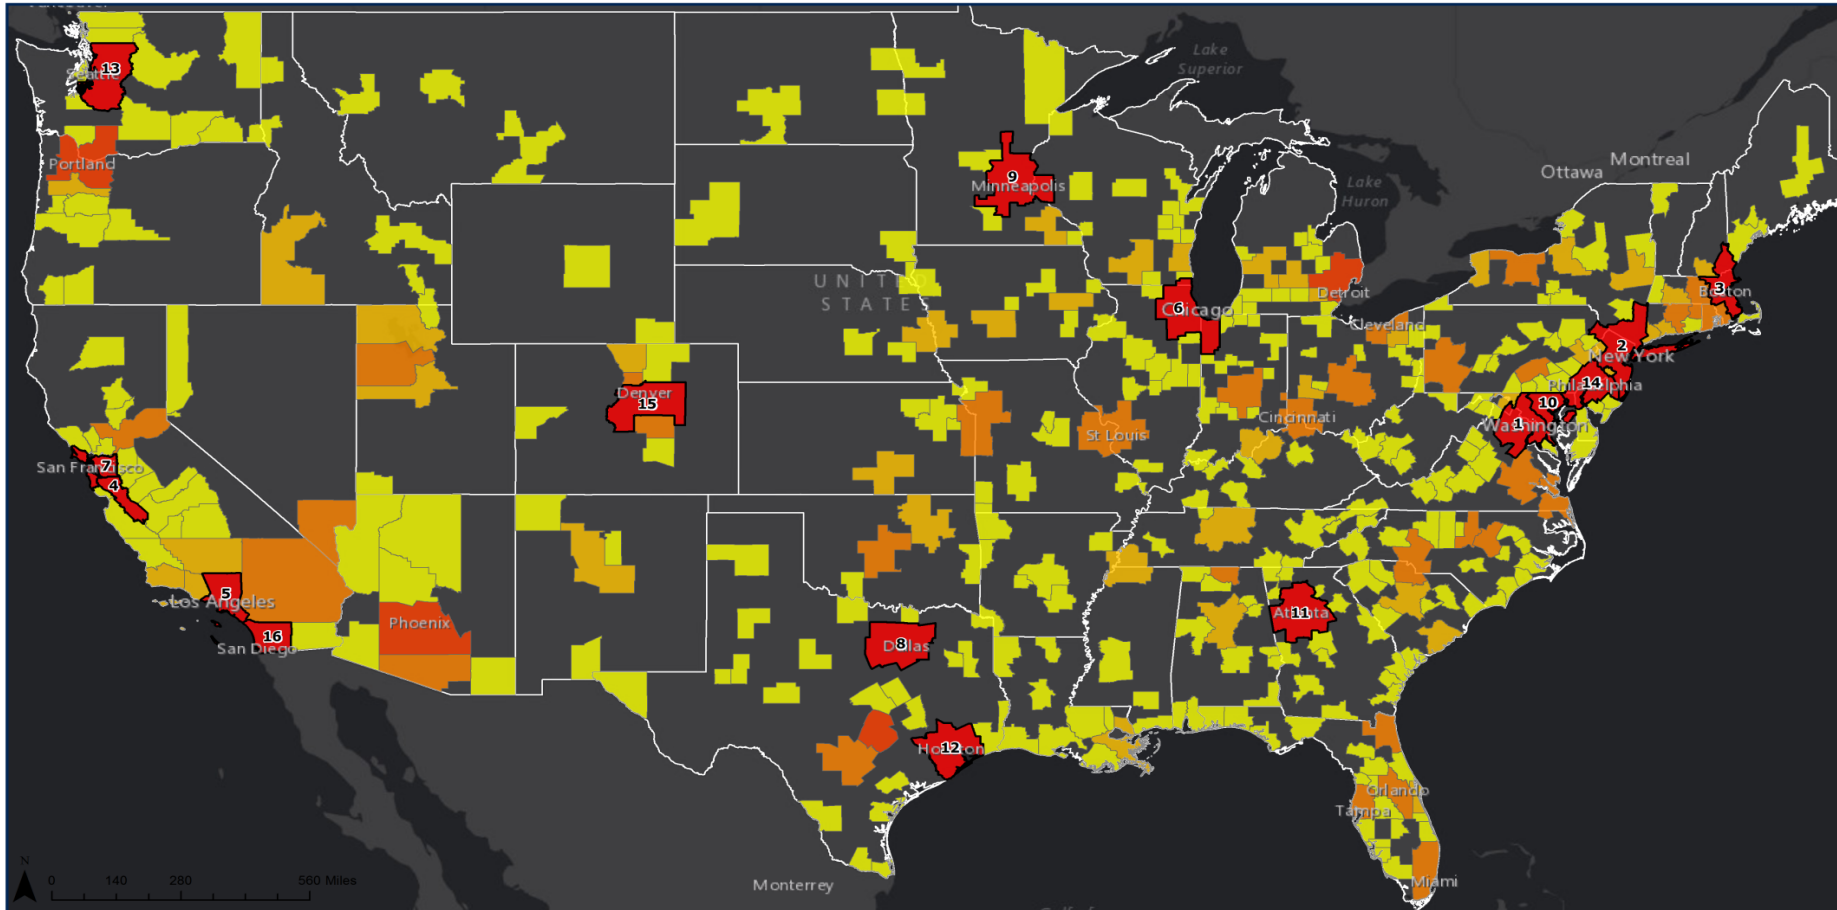 Lake
Superior
13
Seattle
Portland
Montreal
Ottawa
9
Minneapolis
Lake
Huron
UNITED
STATES
Detroit
3
Boston
6
Chicago
Cleveland
2
New York
14
Philadelphia
Denver
15
10
Cincinnati
1
Washington
St Louis
San Francisco
7
4
5
Los Angeles
16
San Diego
Phoenix
8
Dallas
11
Atlanta
12
Houston
Orlando
Tampa
Miami
Monterrey
N
0 140 280 560 Miles